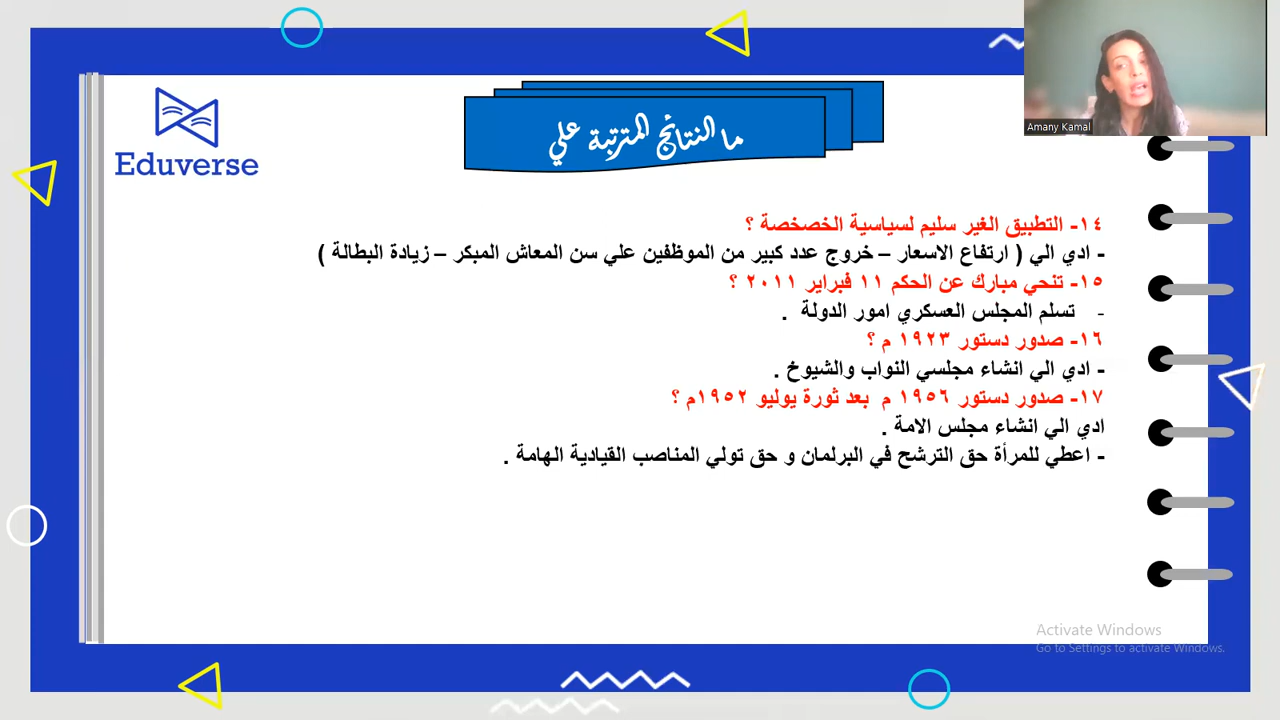 Amany Kamal
Eduverse
ما النتائج المترتبة علي
١٤- التطبيق الغير سليم لسياسية الخصخصة ؟
- ادي الي ( ارتفاع الاسعار – خروج عدد كبير من الموظفين علي سن المعاش المبكر – زيادة البطالة )
١٥- تنحي مبارك عن الحكم ١١ فبراير ٢٠١١ ؟
- تسلم المجلس العسكري امور الدولة .
١٦- صدور دستور ١٩٢٣ م ؟
- ادي الي انشاء مجلسي النواب والشيوخ .
١٧- صدور دستور ١٩٥٦ م بعد ثورة يوليو ١٩٥٢م ؟
ادي الي انشاء مجلس الامة .
- اعطي للمرأة حق الترشح في البرلمان و حق تولي المناصب القيادية الهامة .
Activate Windows
Go to Settings to activate Windows.